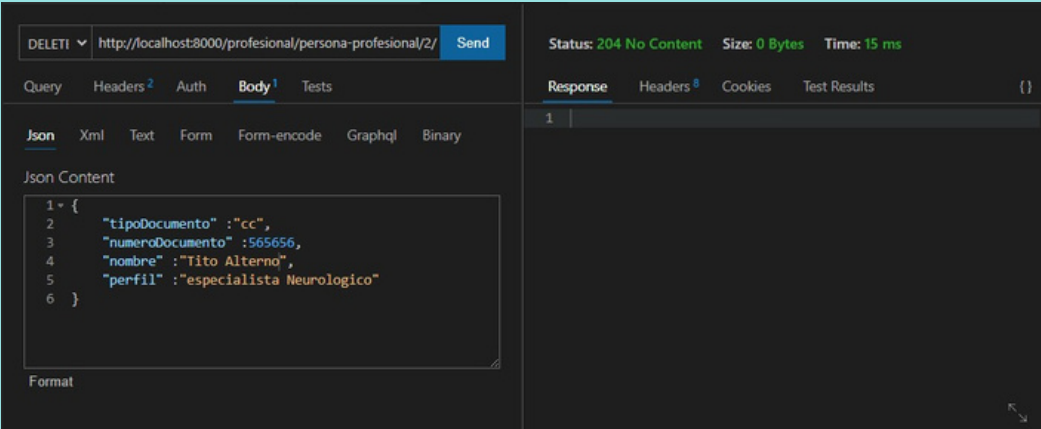 DELETI http://localhost:8000/profesional/persona-profesional/2/ Send
Query Headers 2 Auth Body 1 Tests
Json Xml Text Form Form-encode Graphql Binary
Json Content
1 {
2 "tipoDocumento" :"cc",
3 "numeroDocumento" :565656,
4 "nombre" :"Tito Alterno",
5 "perfil" :"especialista Neurologico"
6 }
Format
Status: 204 No Content Size: 0 Bytes Time: 15 ms
Response Headers 8 Cookies Test Results { }
1